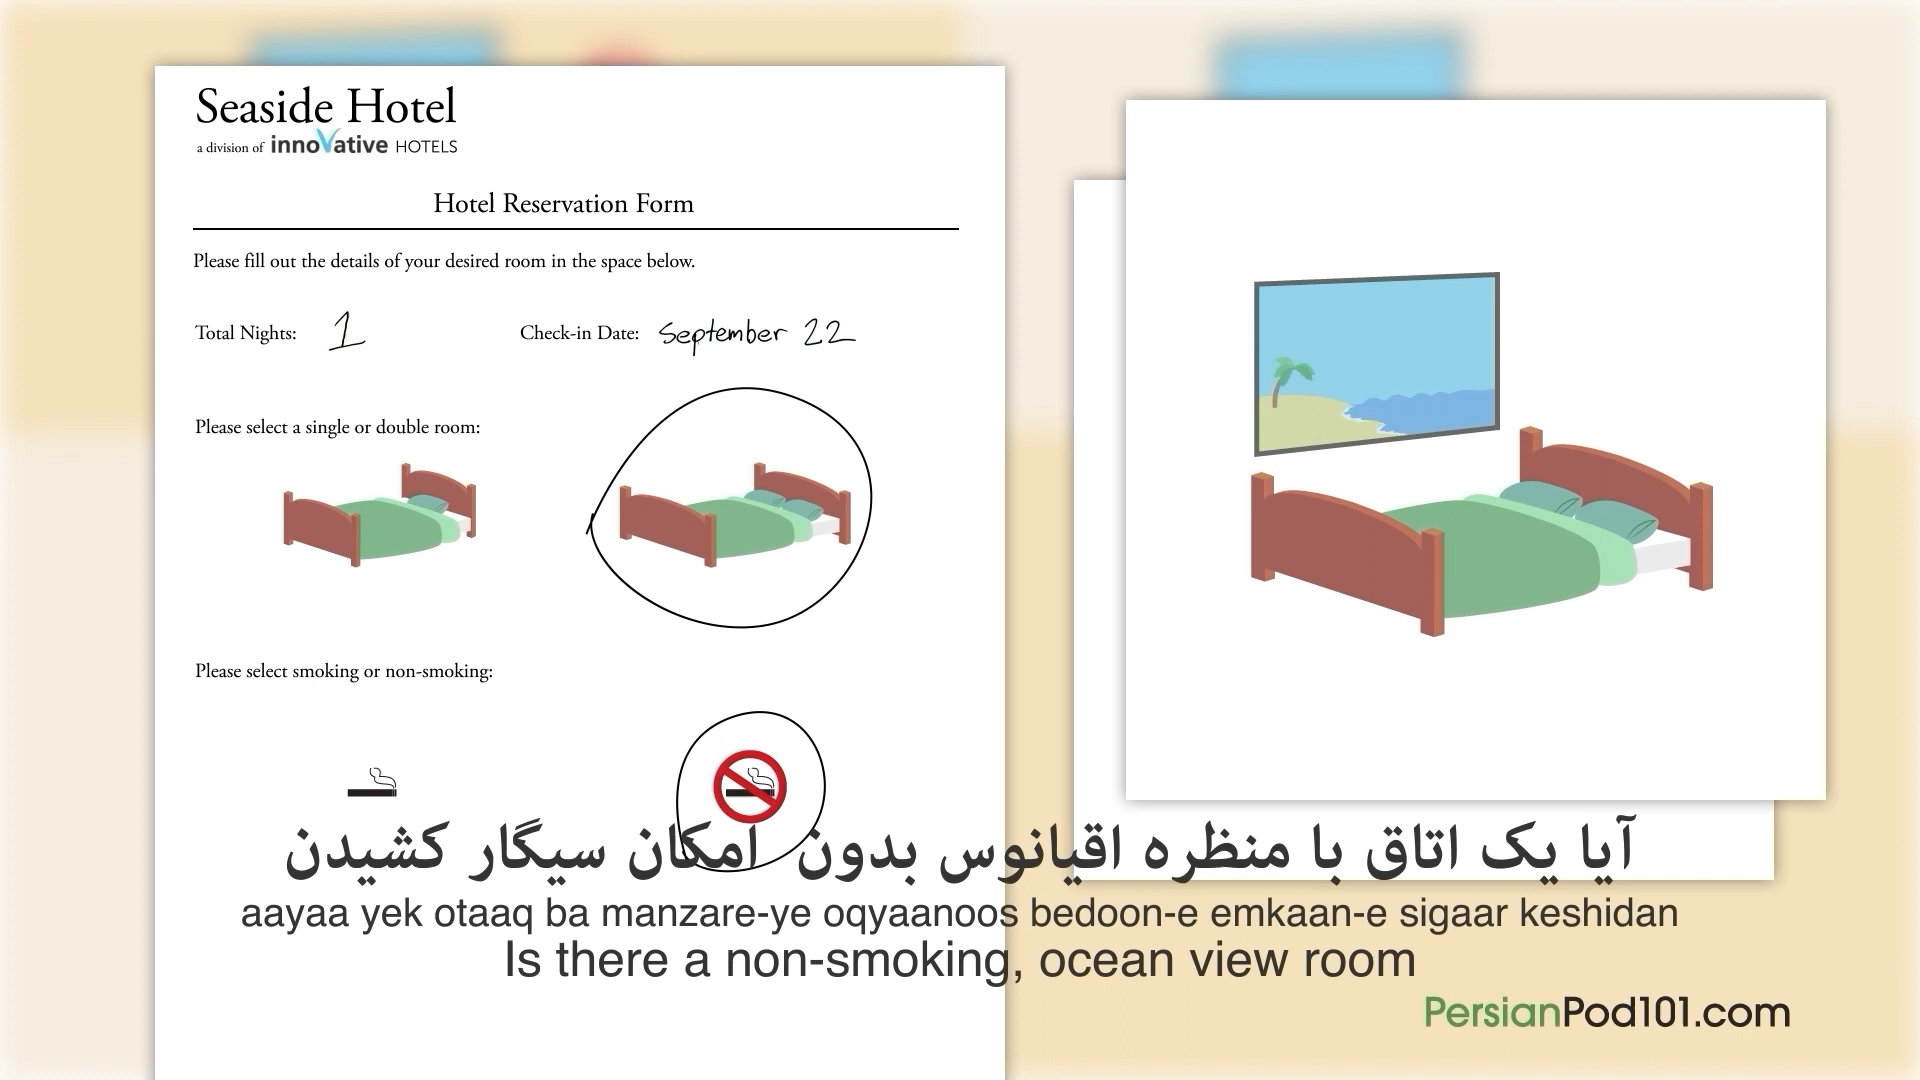 Seaside Hotel
a division of innovative HOTELS
Hotel Reservation Form
Please fill out the details of your desired room in the space below.
Total Nights: 1 Check-in Date: September 22
Please select a single or double room:
Please select smoking or non-smoking:
آیا یک اتاق با منظره اقیانوس بدون امکان سیگار کشیدن
aayaa yek otaaq ba manzare-ye oqyaanoos bedoon-e emkaan-e sigaar keshidan
Is there a non-smoking, ocean view room
PersianPod101.com